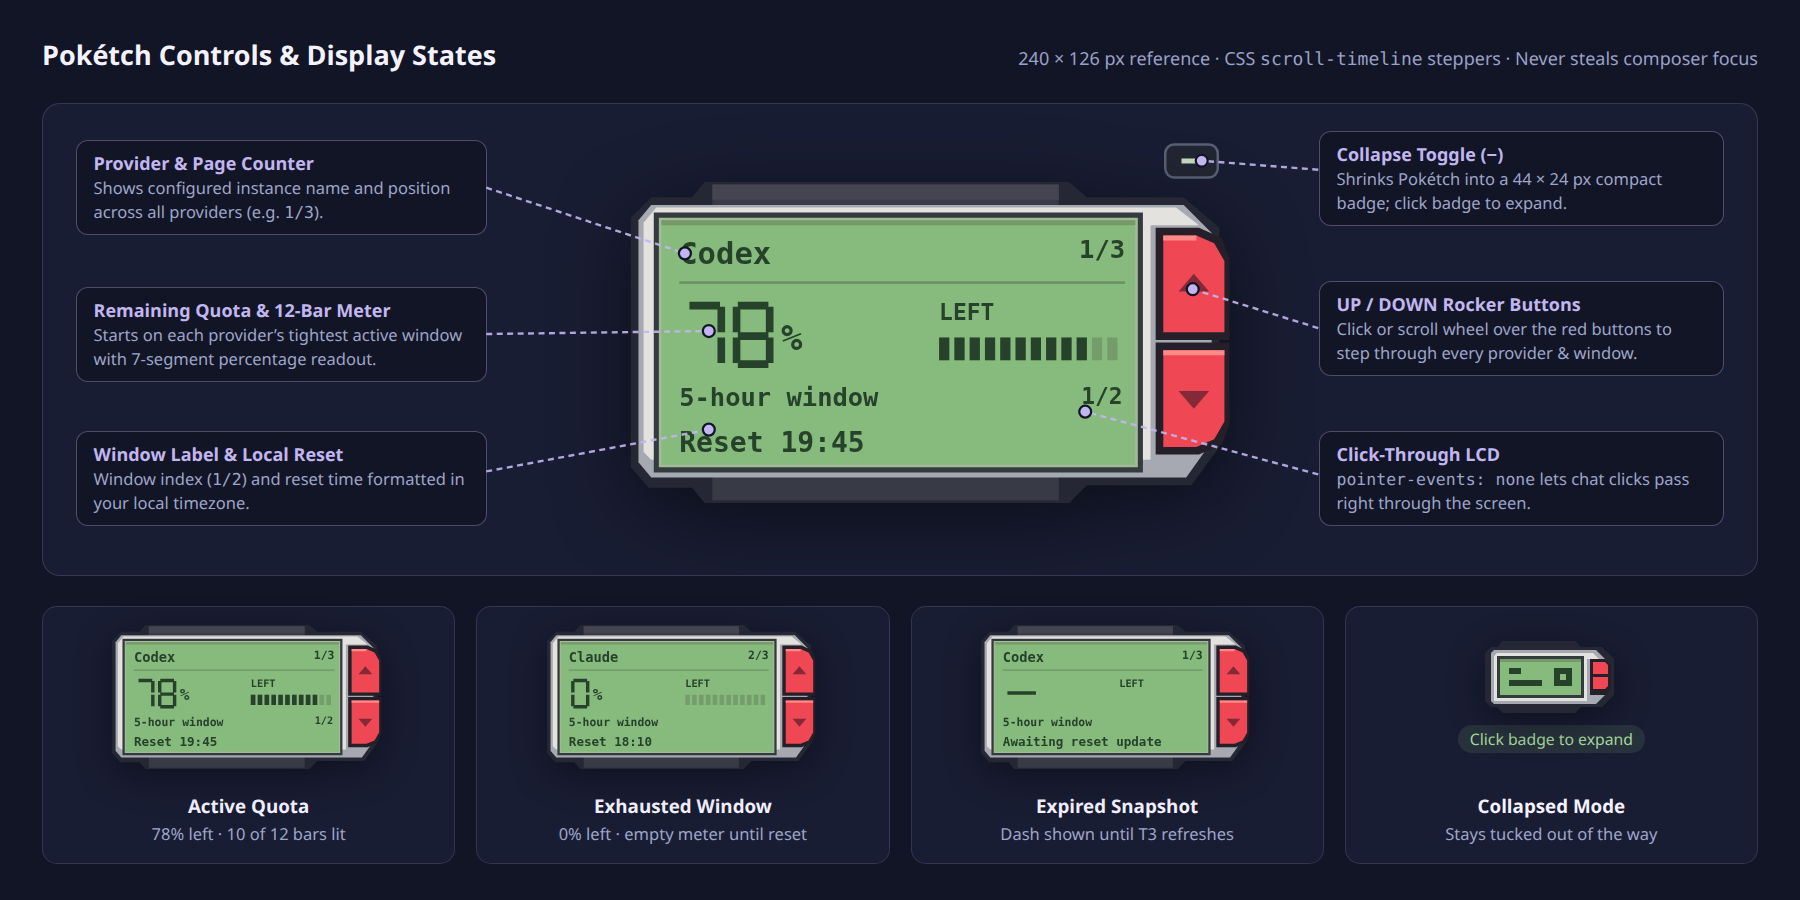 Pokétch Controls & Display States
240 × 126 px reference · CSS scroll-timeline steppers · Never steals composer focus
Provider & Page Counter
Shows configured instance name and position
across all providers (e.g. 1/3).
Remaining Quota & 12-Bar Meter
Starts on each provider’s tightest active window
with 7-segment percentage readout.
Window Label & Local Reset
Window index (1/2) and reset time formatted in
your local timezone.
Codex
1/3
78%
LEFT
5-hour window
1/2
Reset 19:45
Collapse Toggle (−)
Shrinks Pokétch into a 44 × 24 px compact
badge; click badge to expand.
UP / DOWN Rocker Buttons
Click or scroll wheel over the red buttons to
step through every provider & window.
Click-Through LCD
pointer-events: none lets chat clicks pass
right through the screen.
Codex
1/3
78%
LEFT
5-hour window
1/2
Reset 19:45
Active Quota
78% left · 10 of 12 bars lit
Claude
2/3
0%
LEFT
5-hour window
Reset 18:10
Exhausted Window
0% left · empty meter until reset
Codex
1/3
—
LEFT
5-hour window
Awaiting reset update
Expired Snapshot
Dash shown until T3 refreshes
Click badge to expand
Collapsed Mode
Stays tucked out of the way